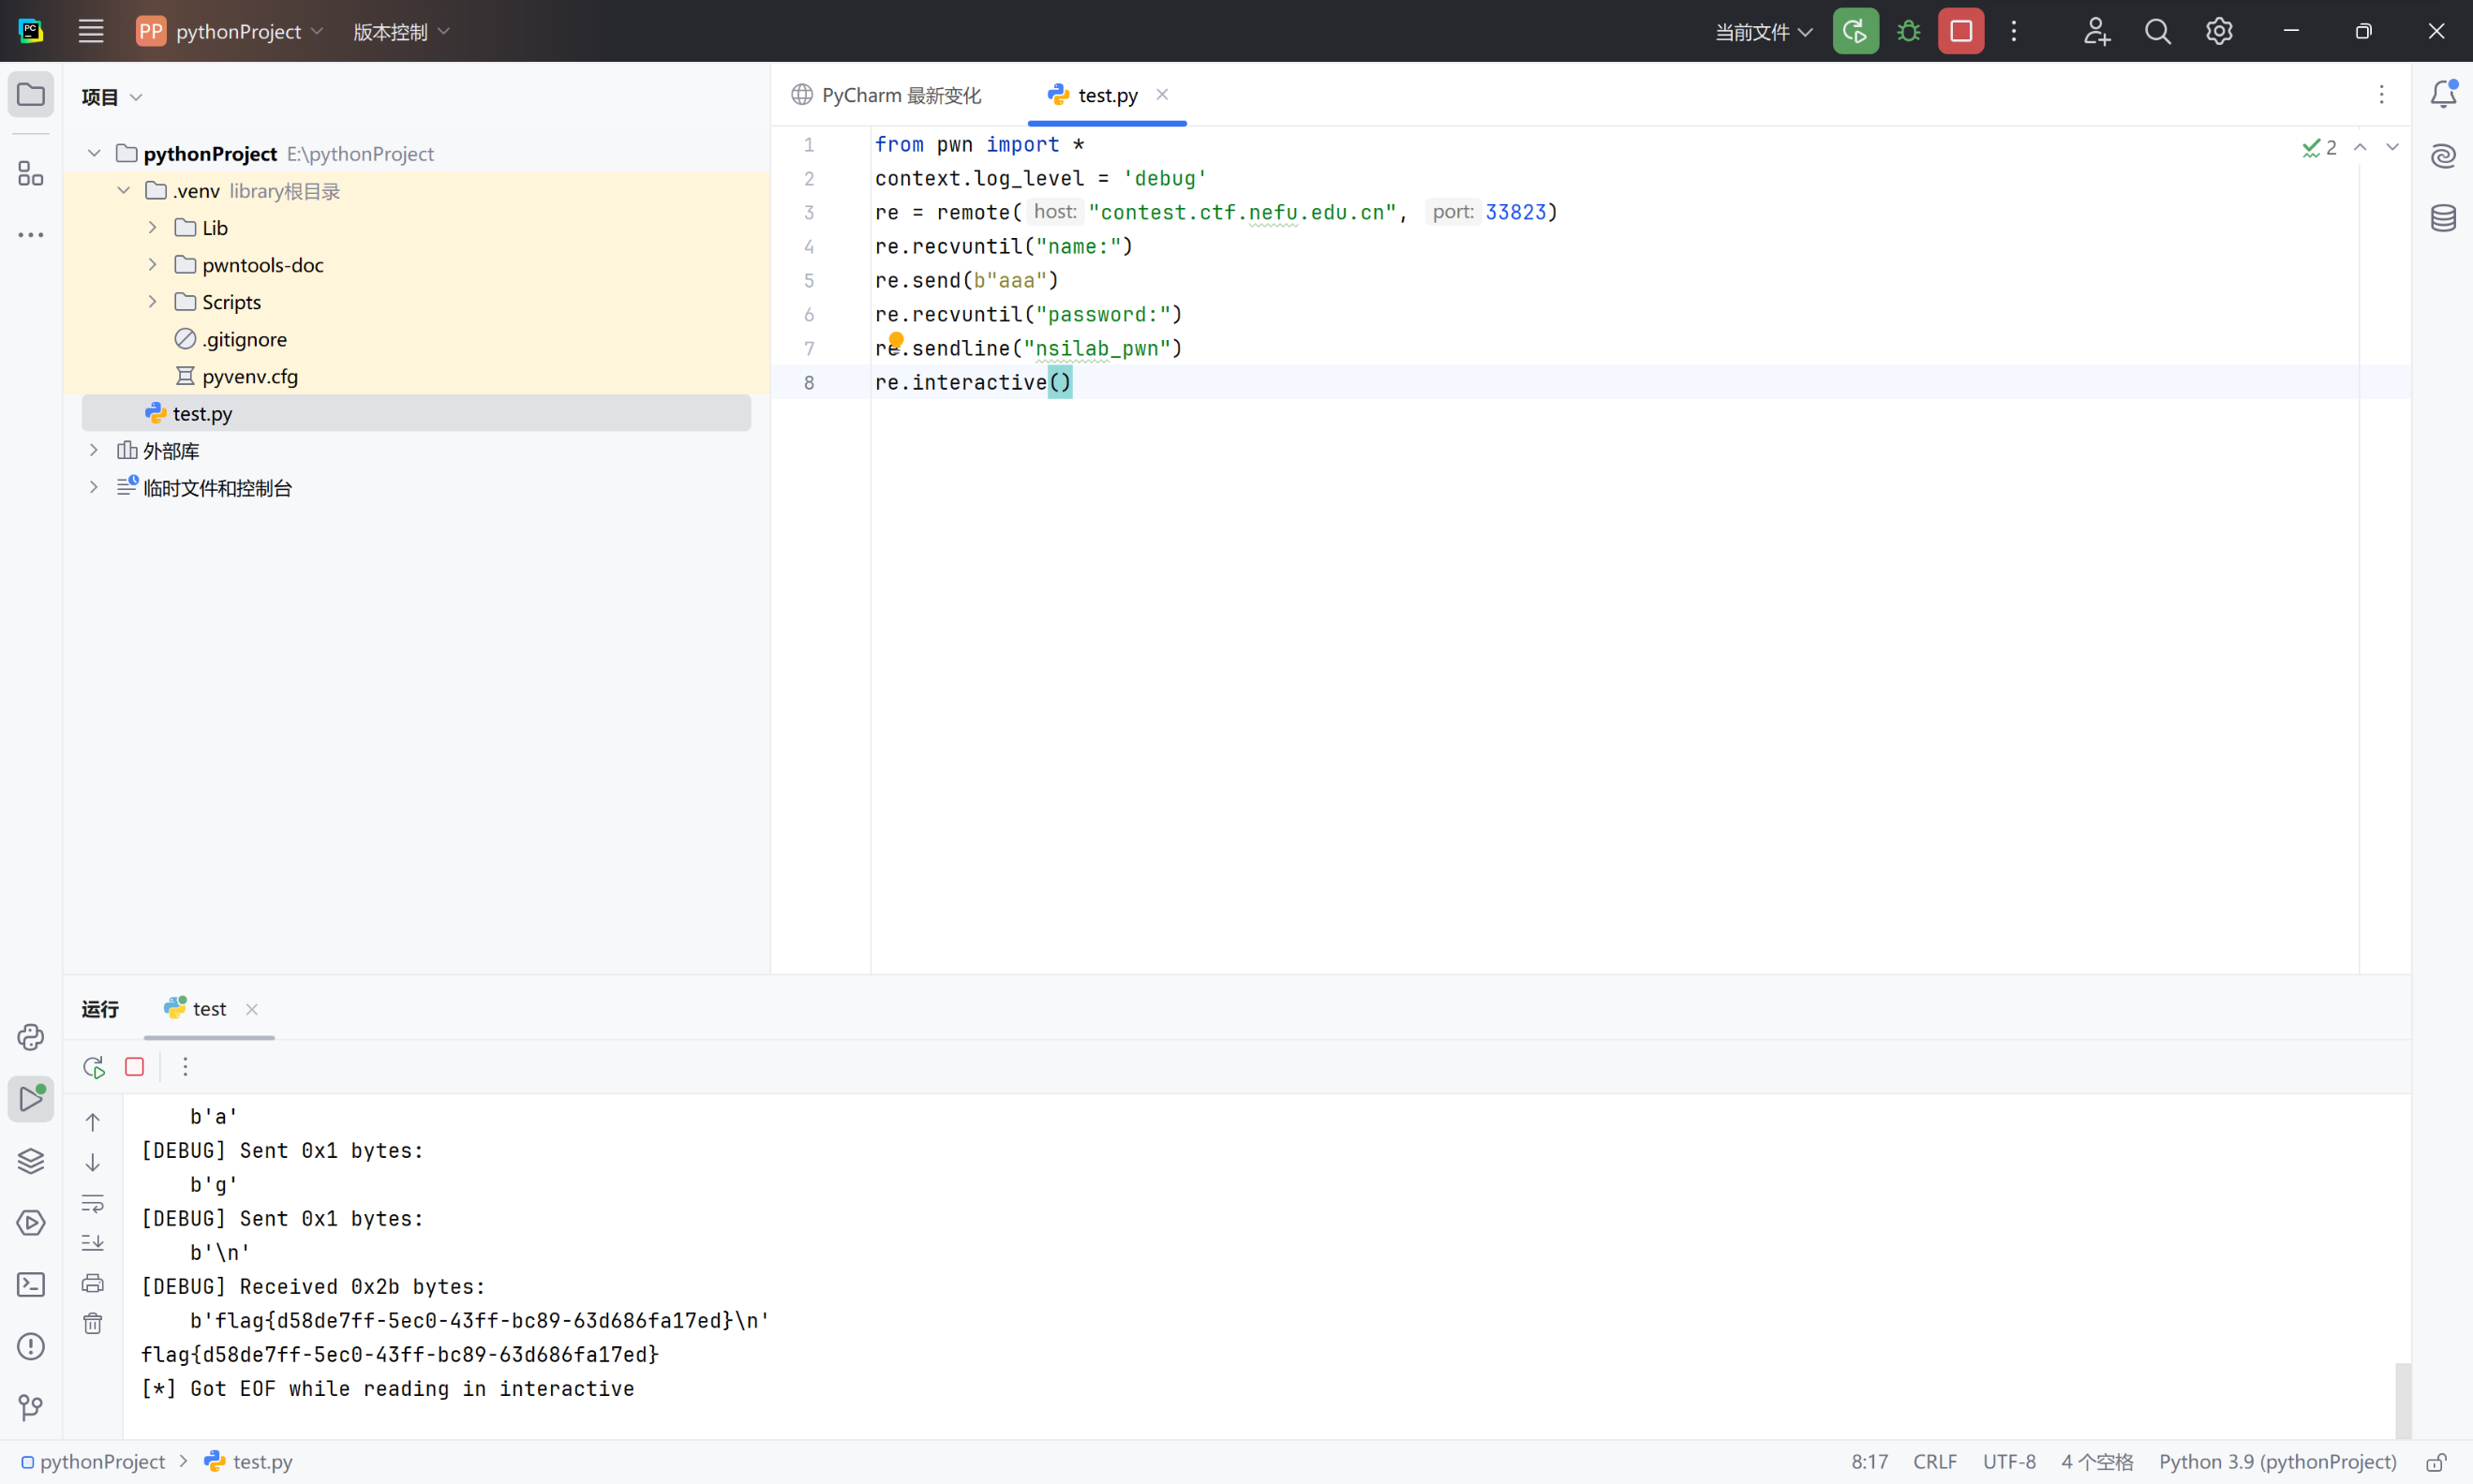 PC
PP pythonProject 版本控制 当前文件
项目
pythonProject E:\pythonProject
.venv library根目录
Lib
pwntools-doc
Scripts
.gitignore
pyvenv.cfg
test.py
外部库
临时文件和控制台
PyCharm 最新变化 test.py
1 from pwn import *
2 context.log_level = 'debug'
3 re = remote( host: "contest.ctf.nefu.edu.cn", port: 33823)
4 re.recvuntil("name:")
5 re.send(b"aaa")
6 re.recvuntil("password:")
7 re.sendline("nsilab_pwn")
8 re.interactive()
2
运行 test
b'a'
[DEBUG] Sent 0x1 bytes:
b'g'
[DEBUG] Sent 0x1 bytes:
b'\n'
[DEBUG] Received 0x2b bytes:
b'flag{d58de7ff-5ec0-43ff-bc89-63d686fa17ed}\n'
flag{d58de7ff-5ec0-43ff-bc89-63d686fa17ed}
[*] Got EOF while reading in interactive
pythonProject > test.py 8:17 CRLF UTF-8 4 个空格 Python 3.9 (pythonProject)